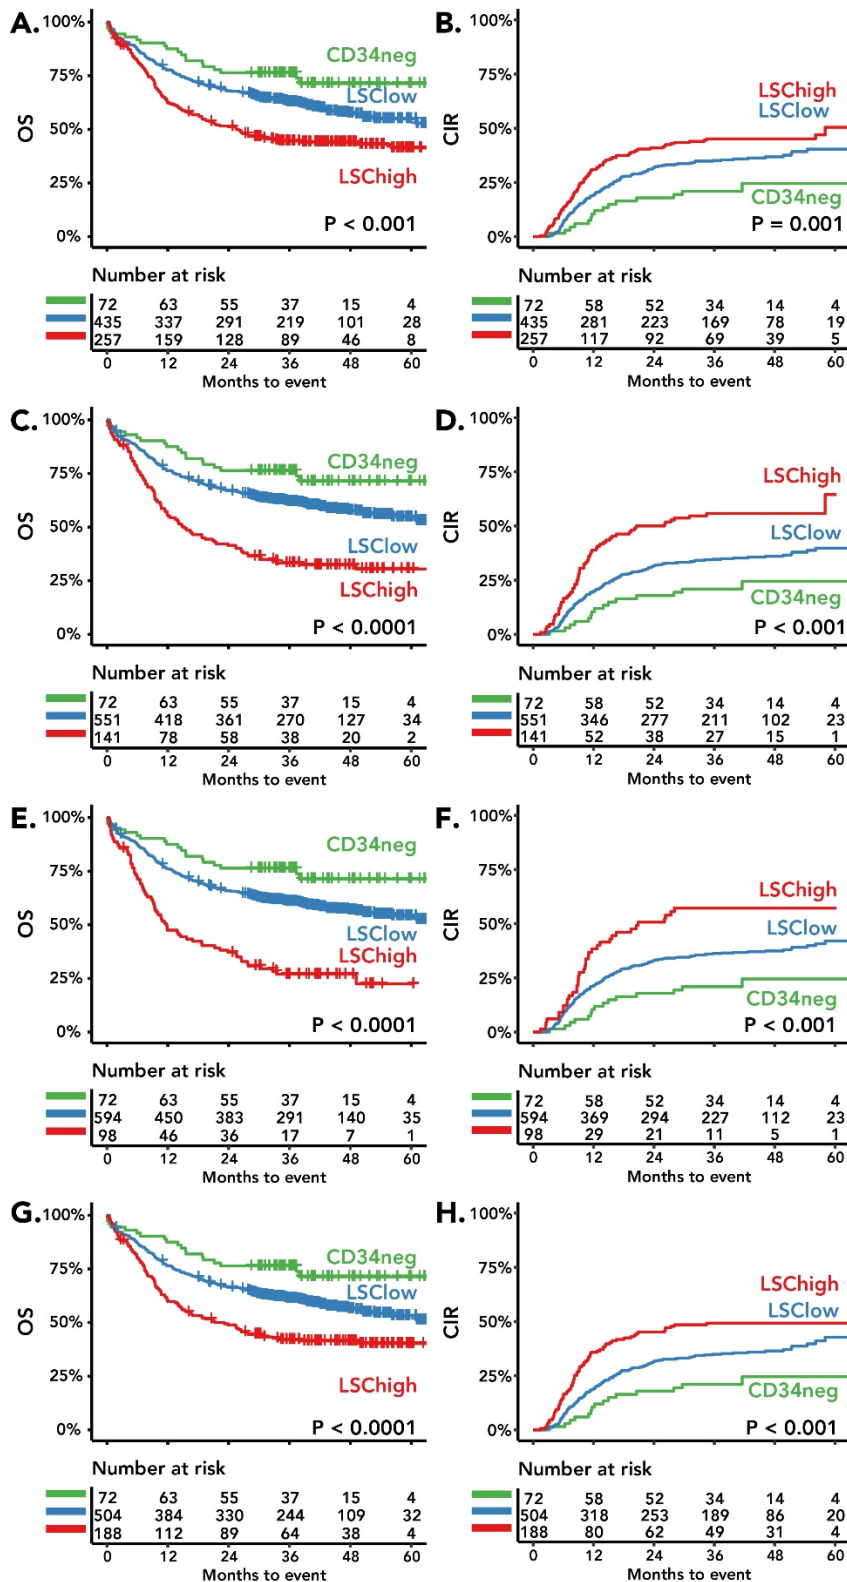 A.
100%
75%
50%
25%
0%
OS
CD34neg
LSClow
LSChigh
P < 0.001
Number at risk
72 63 55 37 15 4
435 337 291 219 101 28
257 159 128 89 46 8
0 12 24 36 48 60
Months to event
B.
100%
75%
50%
25%
0%
CIR
LSChigh
LSClow
CD34neg
P = 0.001
72 58 52 34 14 4
435 281 223 169 78 19
257 117 92 69 39 5
0 12 24 36 48 60
Months to event
C.
100%
75%
50%
25%
0%
OS
CD34neg
LSClow
LSChigh
P < 0.0001
Number at risk
72 63 55 37 15 4
551 418 361 270 127 34
141 78 58 38 20 2
0 12 24 36 48 60
Months to event
D.
100%
75%
50%
25%
0%
CIR
LSChigh
LSClow
CD34neg
P < 0.001
Number at risk
72 58 52 34 14 4
551 346 277 211 102 23
141 52 38 27 15 1
0 12 24 36 48 60
Months to event
E.
100%
75%
50%
25%
0%
OS
CD34neg
LSClow
LSChigh
P < 0.0001
Number at risk
72 63 55 37 15 4
594 450 383 291 140 35
98 46 36 17 7 1
0 12 24 36 48 60
Months to event
F.
100%
75%
50%
25%
0%
CIR
LSChigh
LSClow
CD34neg
P < 0.001
Number at risk
72 58 52 34 14 4
594 369 294 227 112 23
98 29 21 11 5 1
0 12 24 36 48 60
Months to event
G.
100%
75%
50%
25%
0%
OS
CD34neg
LSClow
LSChigh
P < 0.0001
Number at risk
72 63 55 37 15 4
504 384 330 244 109 32
188 112 89 64 38 4
0 12 24 36 48 60
Months to event
H.
100%
75%
50%
25%
0%
CIR
LSChigh
LSClow
CD34neg
P < 0.001
Number at risk
72 58 52 34 14 4
504 318 253 189 86 20
188 80 62 49 31 4
0 12 24 36 48 60
Months to event